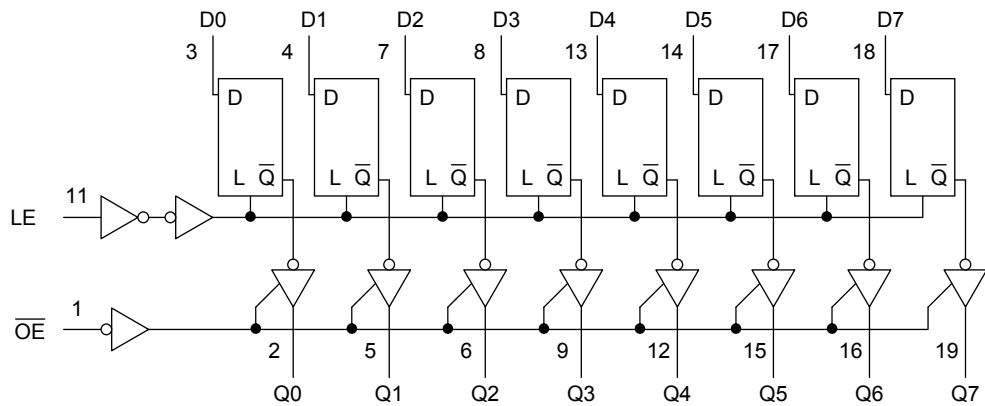 D0 D1 D2 D3 D4 D5 D6 D7
3 4 7 8 13 14 17 18
D D D D D D D D
L Q̅ L Q̅ L Q̅ L Q̅ L Q̅ L Q̅ L Q̅ L Q̅
11
LE
1
O̅E̅
2 5 6 9 12 15 16 19
Q0 Q1 Q2 Q3 Q4 Q5 Q6 Q7